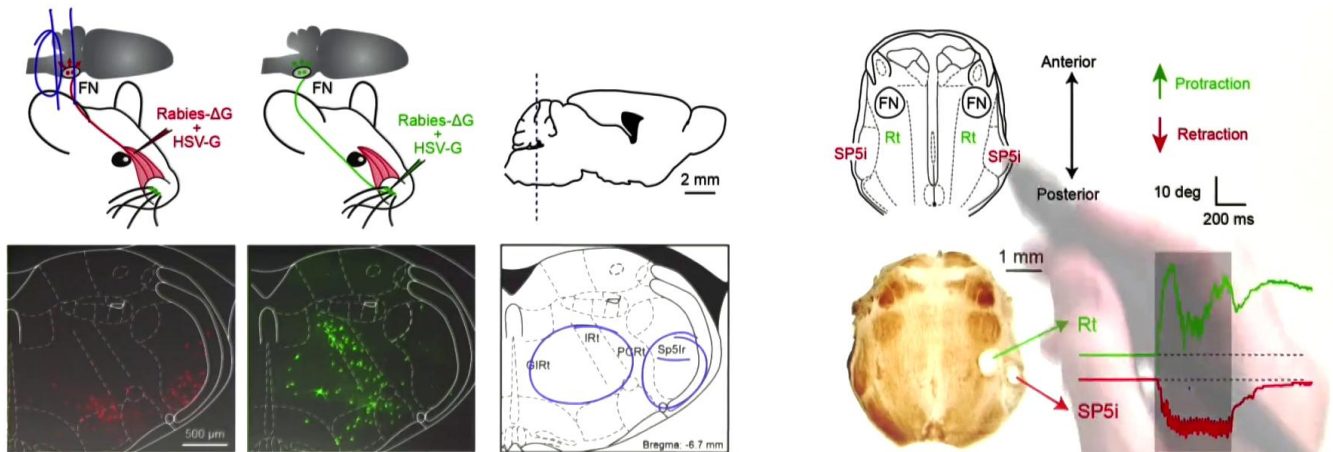 FN
Rabies-ΔG
+
HSV-G
FN
Rabies-ΔG
+
HSV-G
2 mm
FN
FN
Rt
Rt
SP5i
SP5i
Anterior
Posterior
Protraction
Retraction
10 deg
200 ms
500 µm
GIRt
IRt
PCRt
Sp5Ir
Bregma: -6.7 mm
1 mm
Rt
SP5i